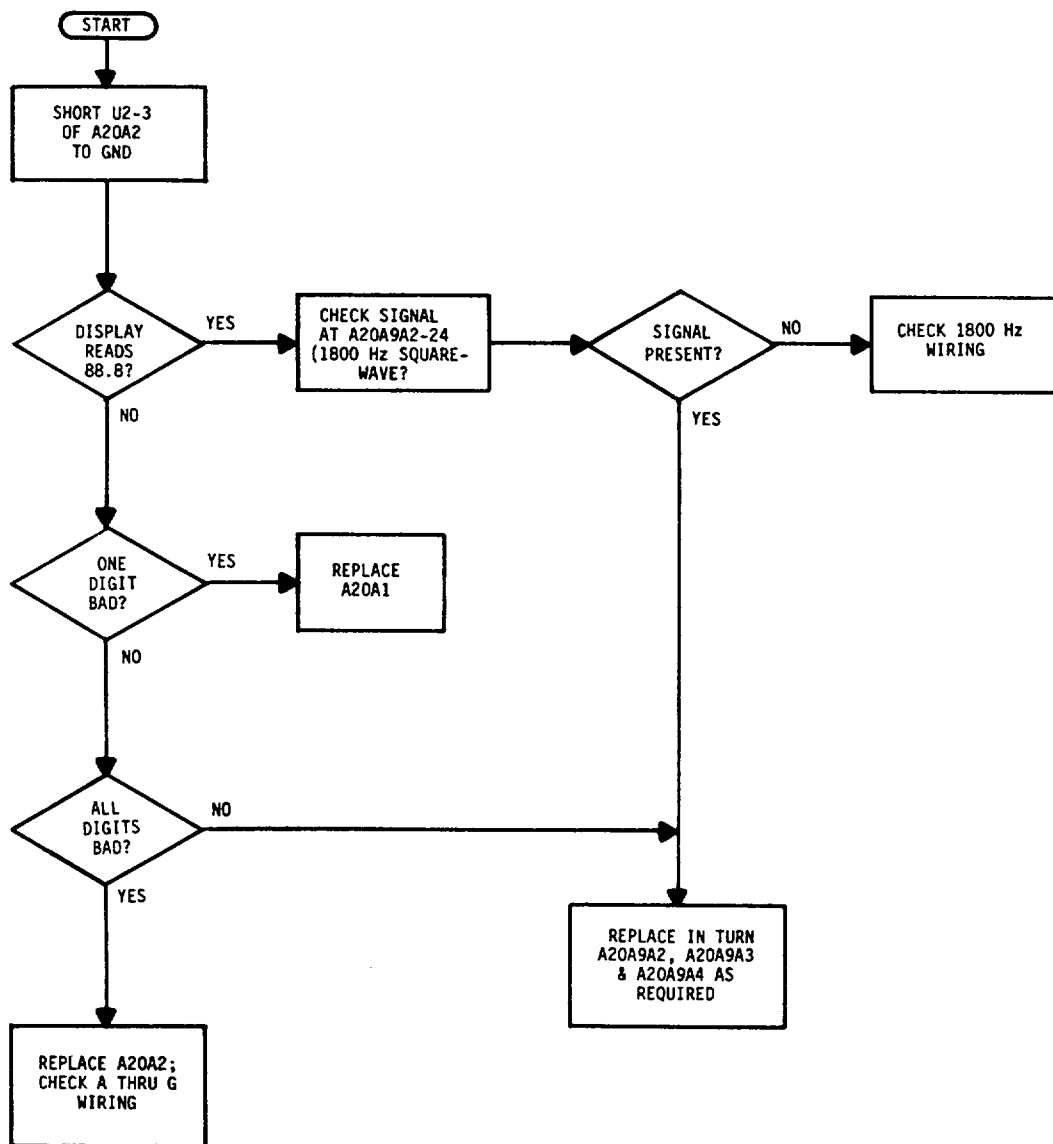 START
SHORT U2-3
OF A20A2
TO GND
DISPLAY
READS
88.8?
YES
CHECK SIGNAL
AT A20A9A2-24
(1800 Hz SQUARE-
WAVE?
SIGNAL
PRESENT?
NO
CHECK 1800 Hz
WIRING
NO
YES
ONE
DIGIT
BAD?
YES
REPLACE
A20A1
NO
ALL
DIGITS
BAD?
NO
YES
REPLACE IN TURN
A20A9A2, A20A9A3
& A20A9A4 AS
REQUIRED
REPLACE A20A2;
CHECK A THRU G
WIRING